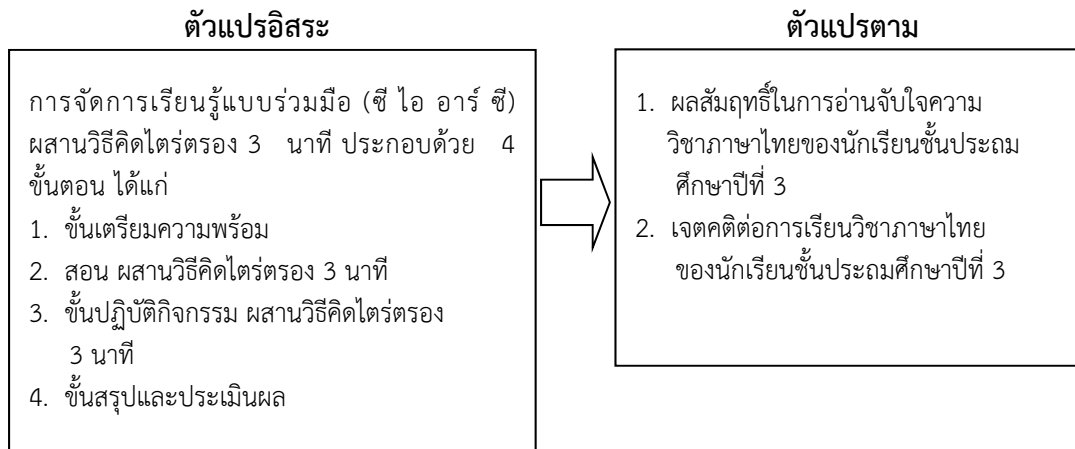 ตัวแปรอิสระ
การจัดการเรียนรู้แบบร่วมมือ (ซี ไอ อาร์ ซี)
ผสานวิธีคิดไตร่ตรอง 3 นาที ประกอบด้วย 4
ขั้นตอน ได้แก่
1. ขั้นเตรียมความพร้อม
2. สอน ผสานวิธีคิดไตร่ตรอง 3 นาที
3. ขั้นปฏิบัติกิจกรรม ผสานวิธีคิดไตร่ตรอง
3 นาที
4. ขั้นสรุปและประเมินผล
ตัวแปรตาม
1. ผลสัมฤทธิ์ในการอ่านจับใจความ
วิชาภาษาไทยของนักเรียนชั้นประถม
ศึกษาปีที่ 3
2. เจตคติต่อการเรียนวิชาภาษาไทย
ของนักเรียนชั้นประถมศึกษาปีที่ 3